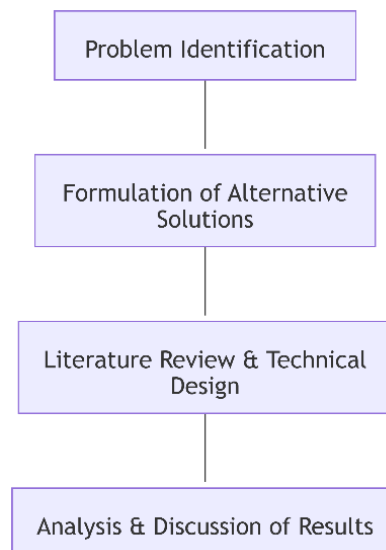 Problem Identification
Formulation of Alternative
Solutions
Literature Review & Technical
Design
Analysis & Discussion of Results